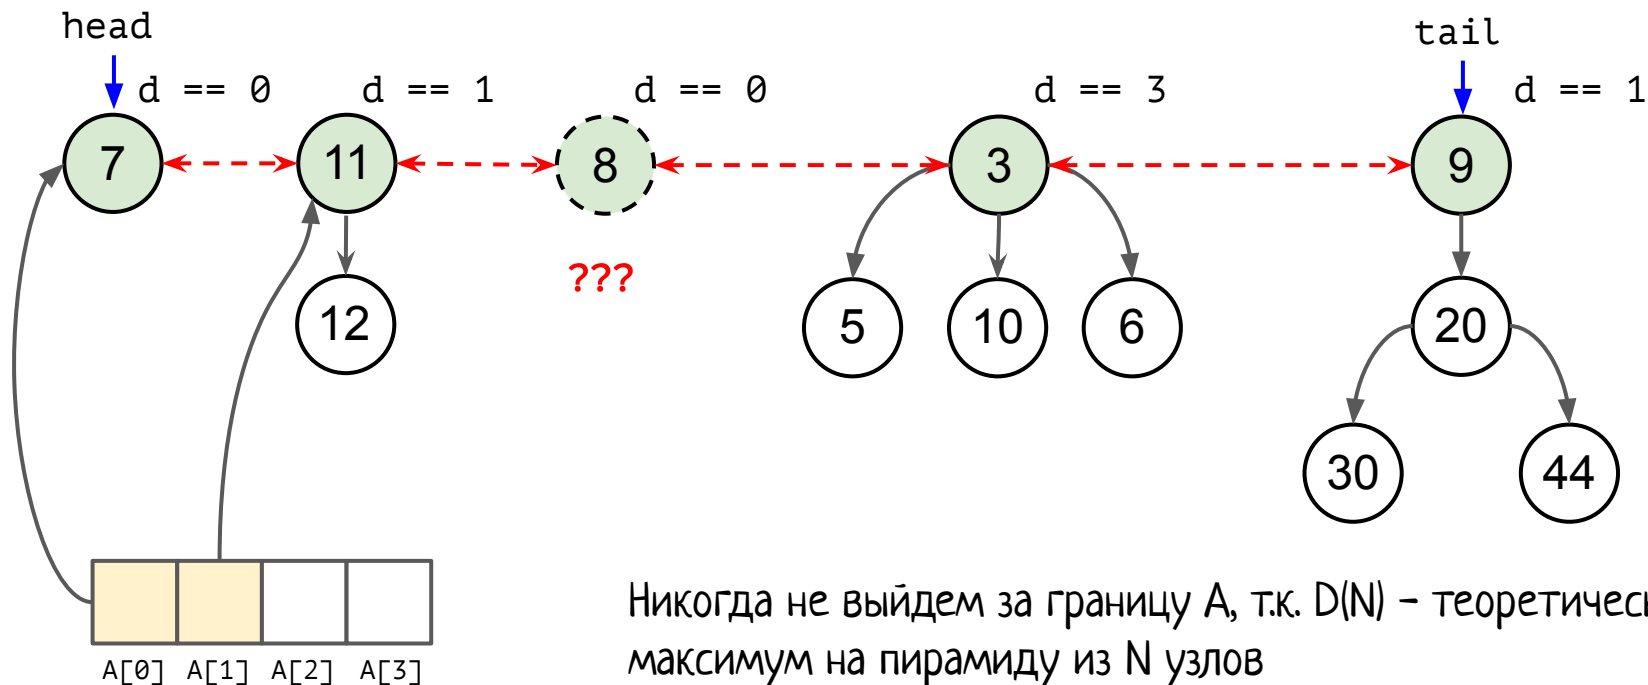 head
tail
d == 0
d == 1
d == 0
d == 3
d == 1
7
11
8
3
9
???
12
5
10
6
20
30
44
A[0] A[1] A[2] A[3]
Никогда не выйдем за границу A, т.к. D(N) –
максимум на пирамиду из N узлов